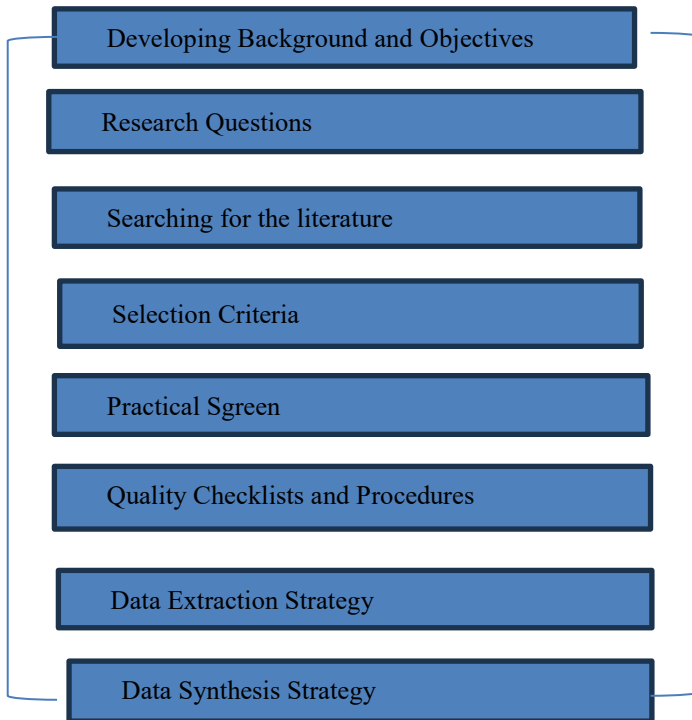 Developing Background and Objectives
Research Questions
Searching for the literature
Selection Criteria
Practical Sgreen
Quality Checklists and Procedures
Data Extraction Strategy
Data Synthesis Strategy